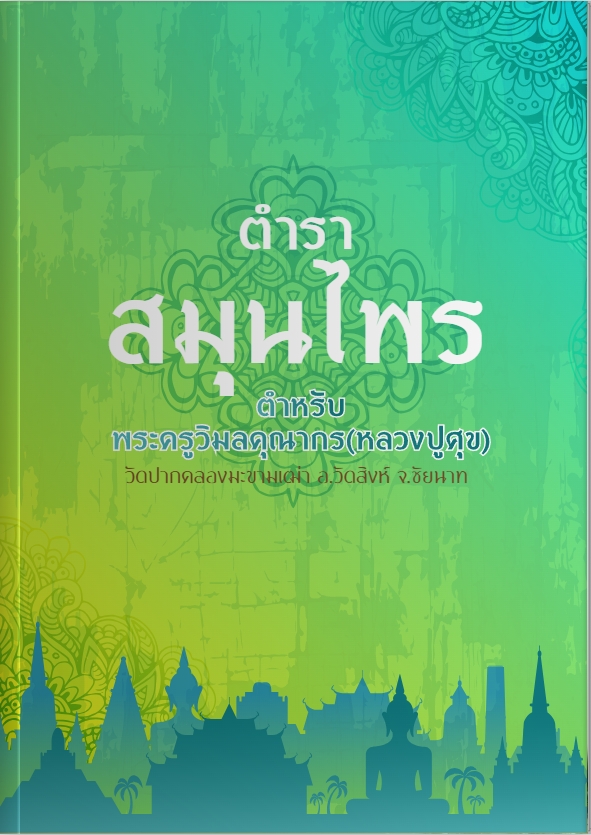 ตำรา
สมุนไพร
ตำหรับ
พระครูวิมลคุณากร(หลวงปู่ศุข)
วัดปากคลองมะขามเฒ่า อ.วัดสิงห์ จ.ชัยนาท